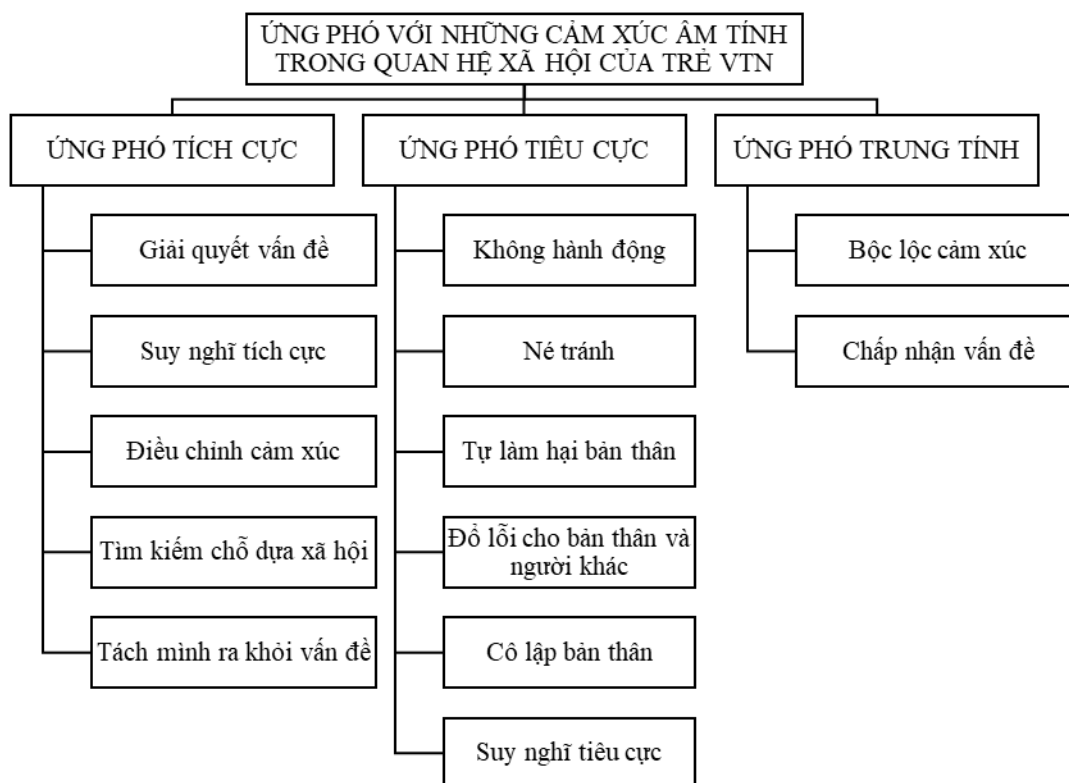 ỨNG PHÓ VỚI NHỮNG CẢM XÚC ÂM TÍNH
TRONG QUAN HỆ XÃ HỘI CỦA TRẺ VTN
ỨNG PHÓ TÍCH CỰC
Giải quyết vấn đề
Suy nghĩ tích cực
Điều chỉnh cảm xúc
Tìm kiếm chỗ dựa xã hội
Tách mình ra khỏi vấn đề
ỨNG PHÓ TIÊU CỰC
Không hành động
Né tránh
Tự làm hại bản thân
Đổ lỗi cho bản thân và
người khác
Cô lập bản thân
Suy nghĩ tiêu cực
ỨNG PHÓ TRUNG TÍNH
Bộc lộc cảm xúc
Chấp nhận vấn đề